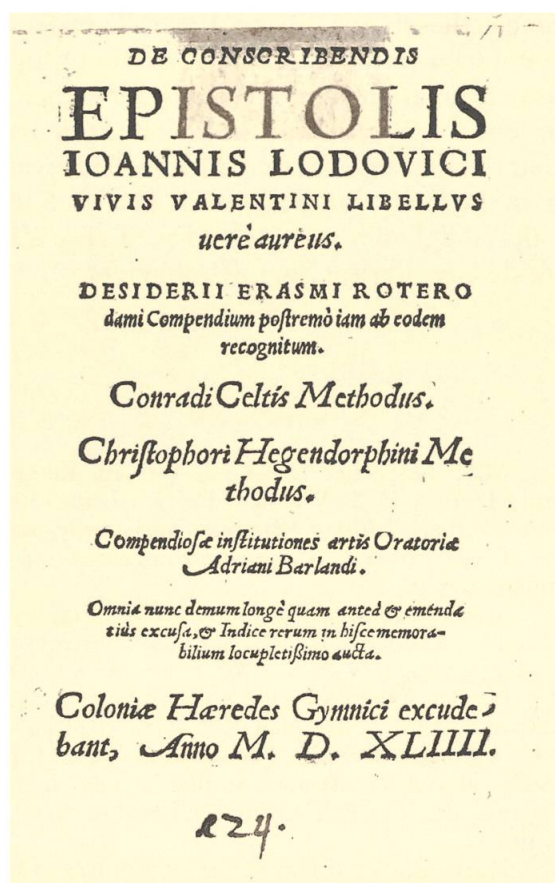 DE CONSCRIBENDIS
EPISTOLIS
IOANNIS LODOVICI
VIVIS VALENTINI LIBELLVS
uerè aureus.
DESIDERII ERASMI ROTERO
dami Compendium poſtremò iam ab eodem
recognitum.
Conradi Celtis Methodus.
Chriſtophori Hegendorphini Me
thodus.
Compendioſæ inſtitutiones artis Oratoriæ
Adriani Barlandi.
Omnia nunc demum longè quam anteà & emenda
tiùs excuſa, & Indice rerum in hiſce memora-
bilium locupletißimo aucta.
Coloniæ Hæredes Gymnici excude
bant, Anno M. D. XLIIII.